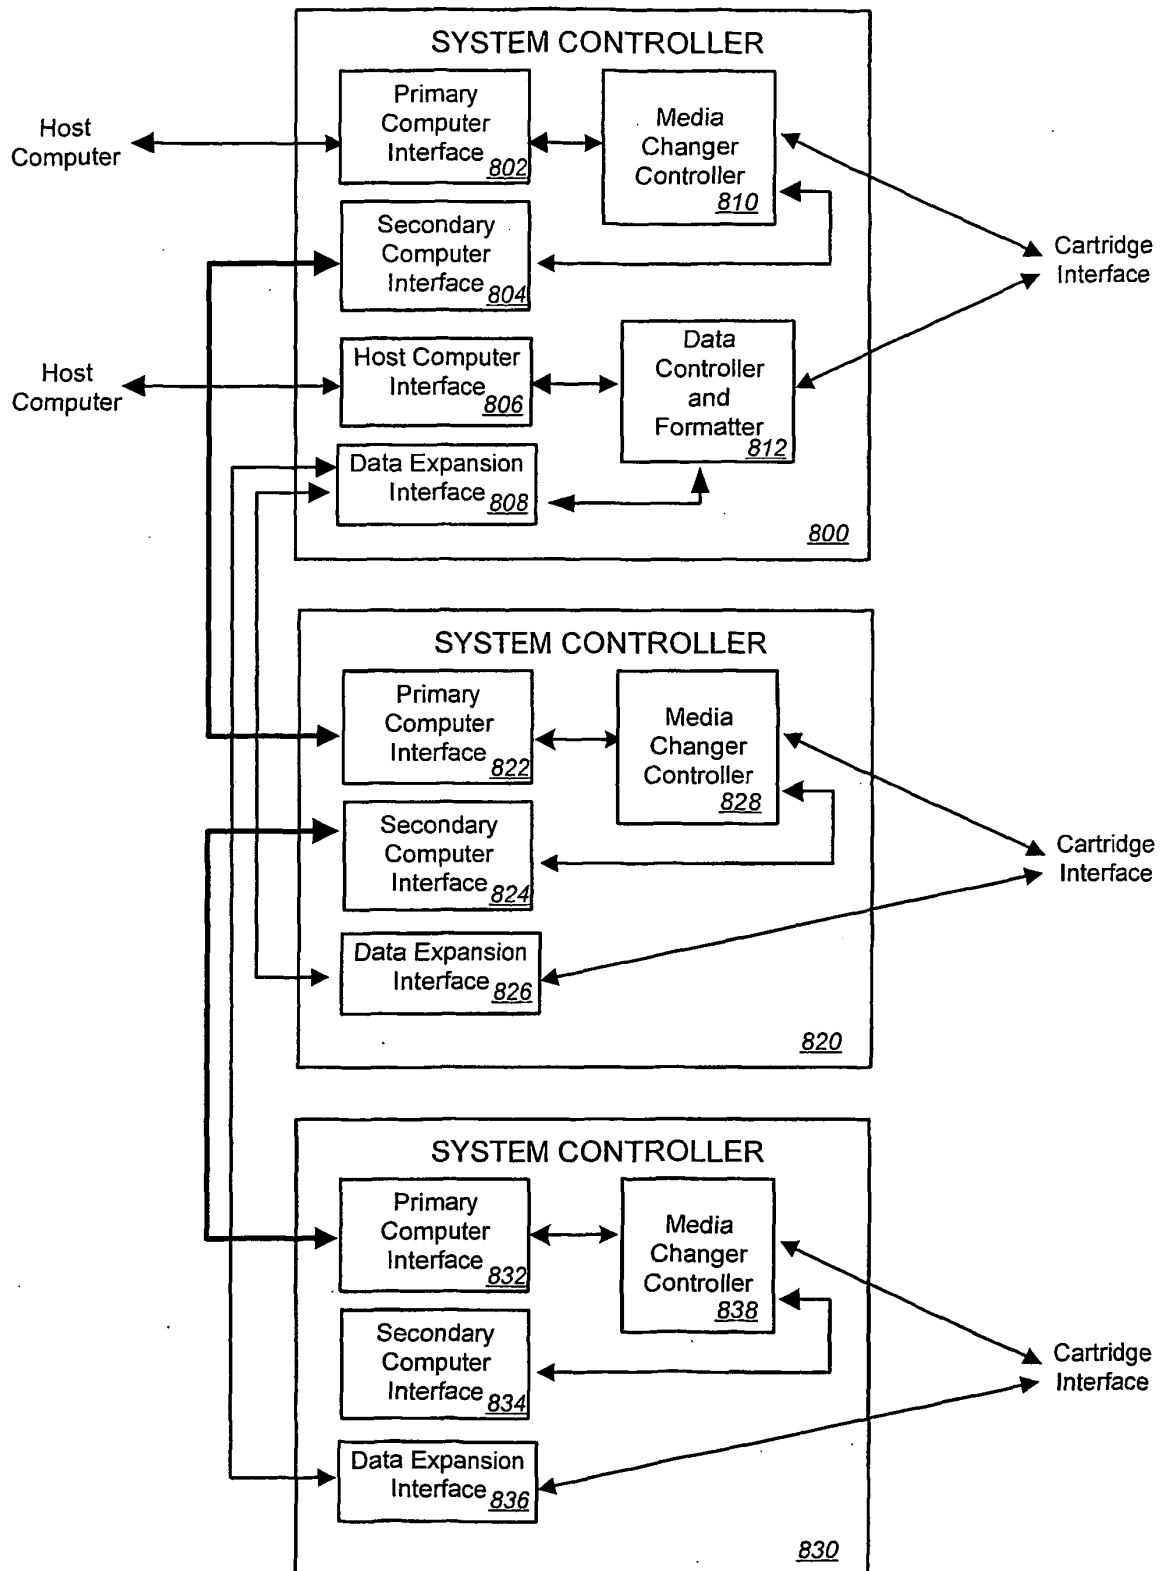 SYSTEM CONTROLLER
Primary
Computer
Interface
802
Media
Changer
Controller
810
Host
Computer
Secondary
Computer
Interface
804
Cartridge
Interface
Host Computer
Interface
806
Data
Controller
and
Formatter
812
Host
Computer
Data Expansion
Interface
808
800
SYSTEM CONTROLLER
Primary
Computer
Interface
822
Media
Changer
Controller
828
Secondary
Computer
Interface
824
Cartridge
Interface
Data Expansion
Interface
826
820
SYSTEM CONTROLLER
Primary
Computer
Interface
832
Media
Changer
Controller
838
Secondary
Computer
Interface
834
Cartridge
Interface
Data Expansion
Interface
836
830